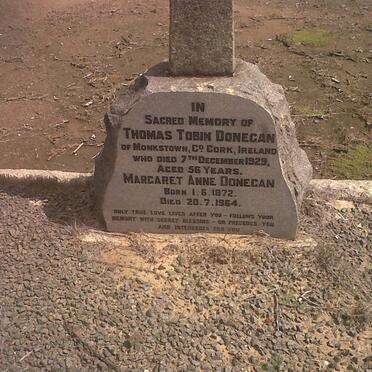 IN
SACRED MEMORY OF
THOMAS TOBIN DONEGAN
OF MONKSTOWN, CO CORK, IRELAND
WHO DIED 7TH DECEMBER 1929,
AGED 56 YEARS.
MARGARET ANNE DONEGAN
BORN 1.6.1872.
DIED 20.7.1964.
ONLY TRUE LOVE LIVES AFTER YOU - FOLLOWS YOUR
MEMORY WITH SECRET BLESSING - OR PRECEDES YOU
AND INTERCEDES FOR YOU